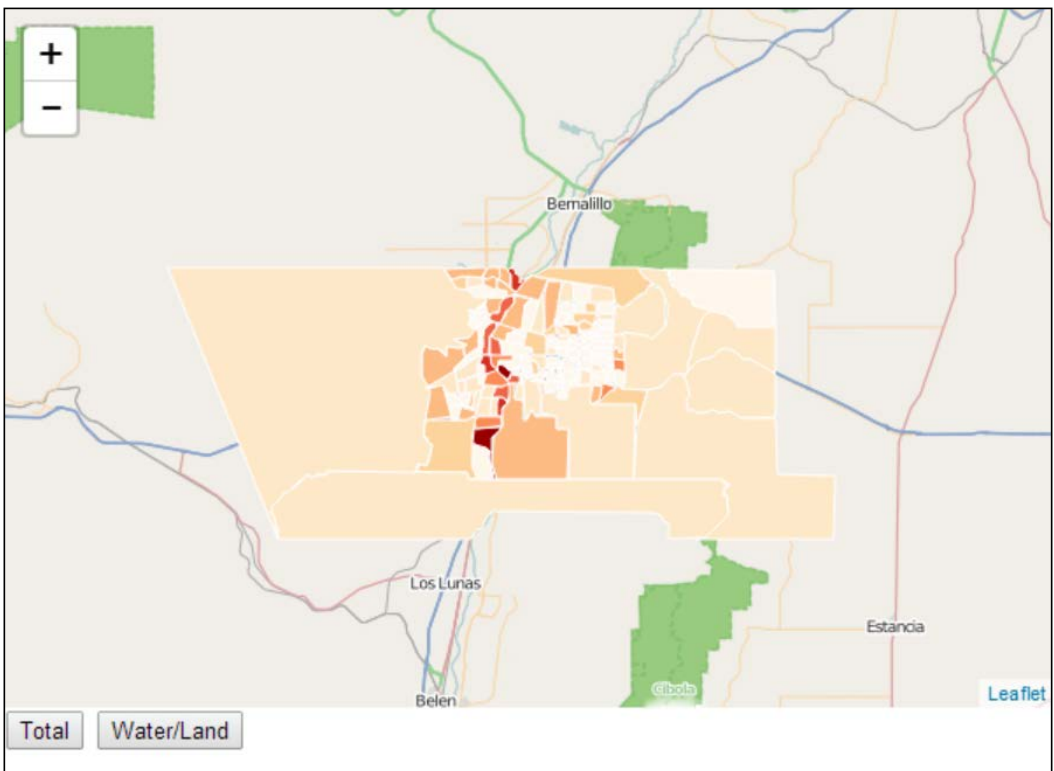 +
−
Bernalillo
Los Lunas
Estancia
Cibola
Belen
Leaflet
Total
Water/Land